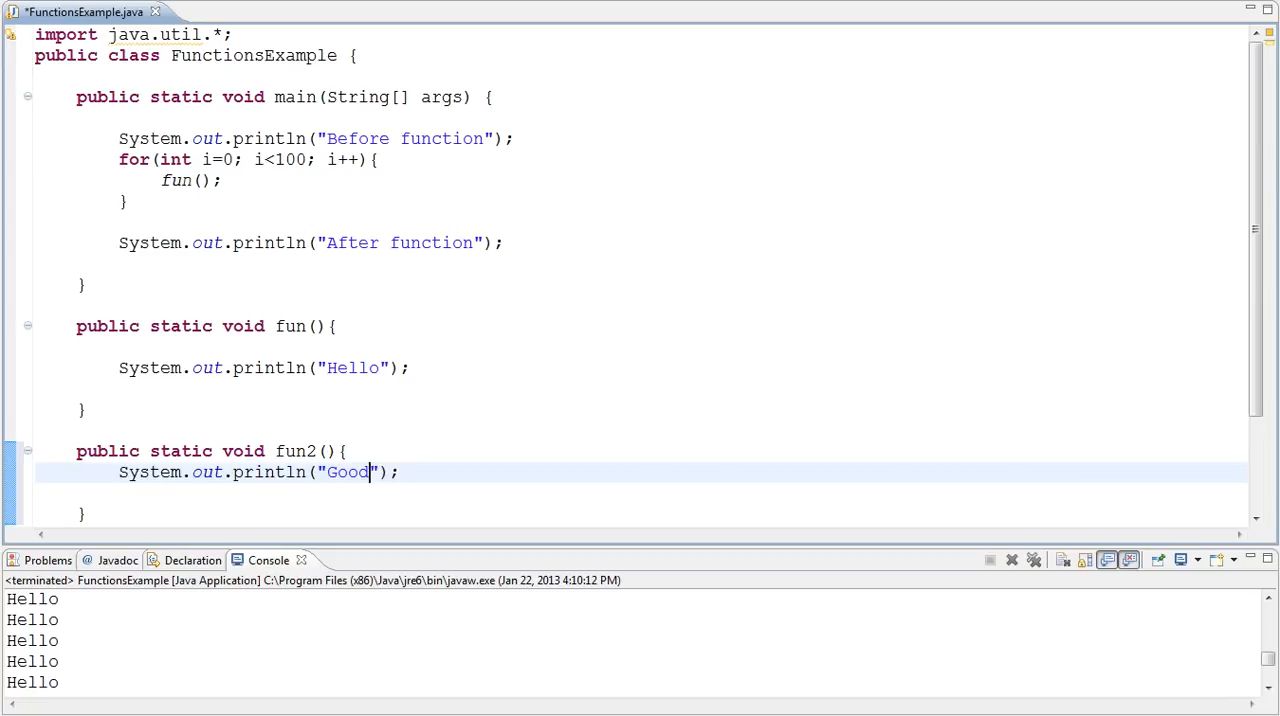 *FunctionsExample.java
import java.util.*;
public class FunctionsExample {
public static void main(String[] args) {
System.out.println("Before function");
for(int i=0; i<100; i++){
fun();
}
System.out.println("After function");
}
public static void fun(){
System.out.println("Hello");
}
public static void fun2(){
System.out.println("Good");
}
Problems @ Javadoc Declaration Console
<terminated> FunctionsExample [Java Application] C:\Program Files (x86)\Java\jre6\bin\javaw.exe (Jan 22, 2013 4:10:12 PM)
Hello
Hello
Hello
Hello
Hello